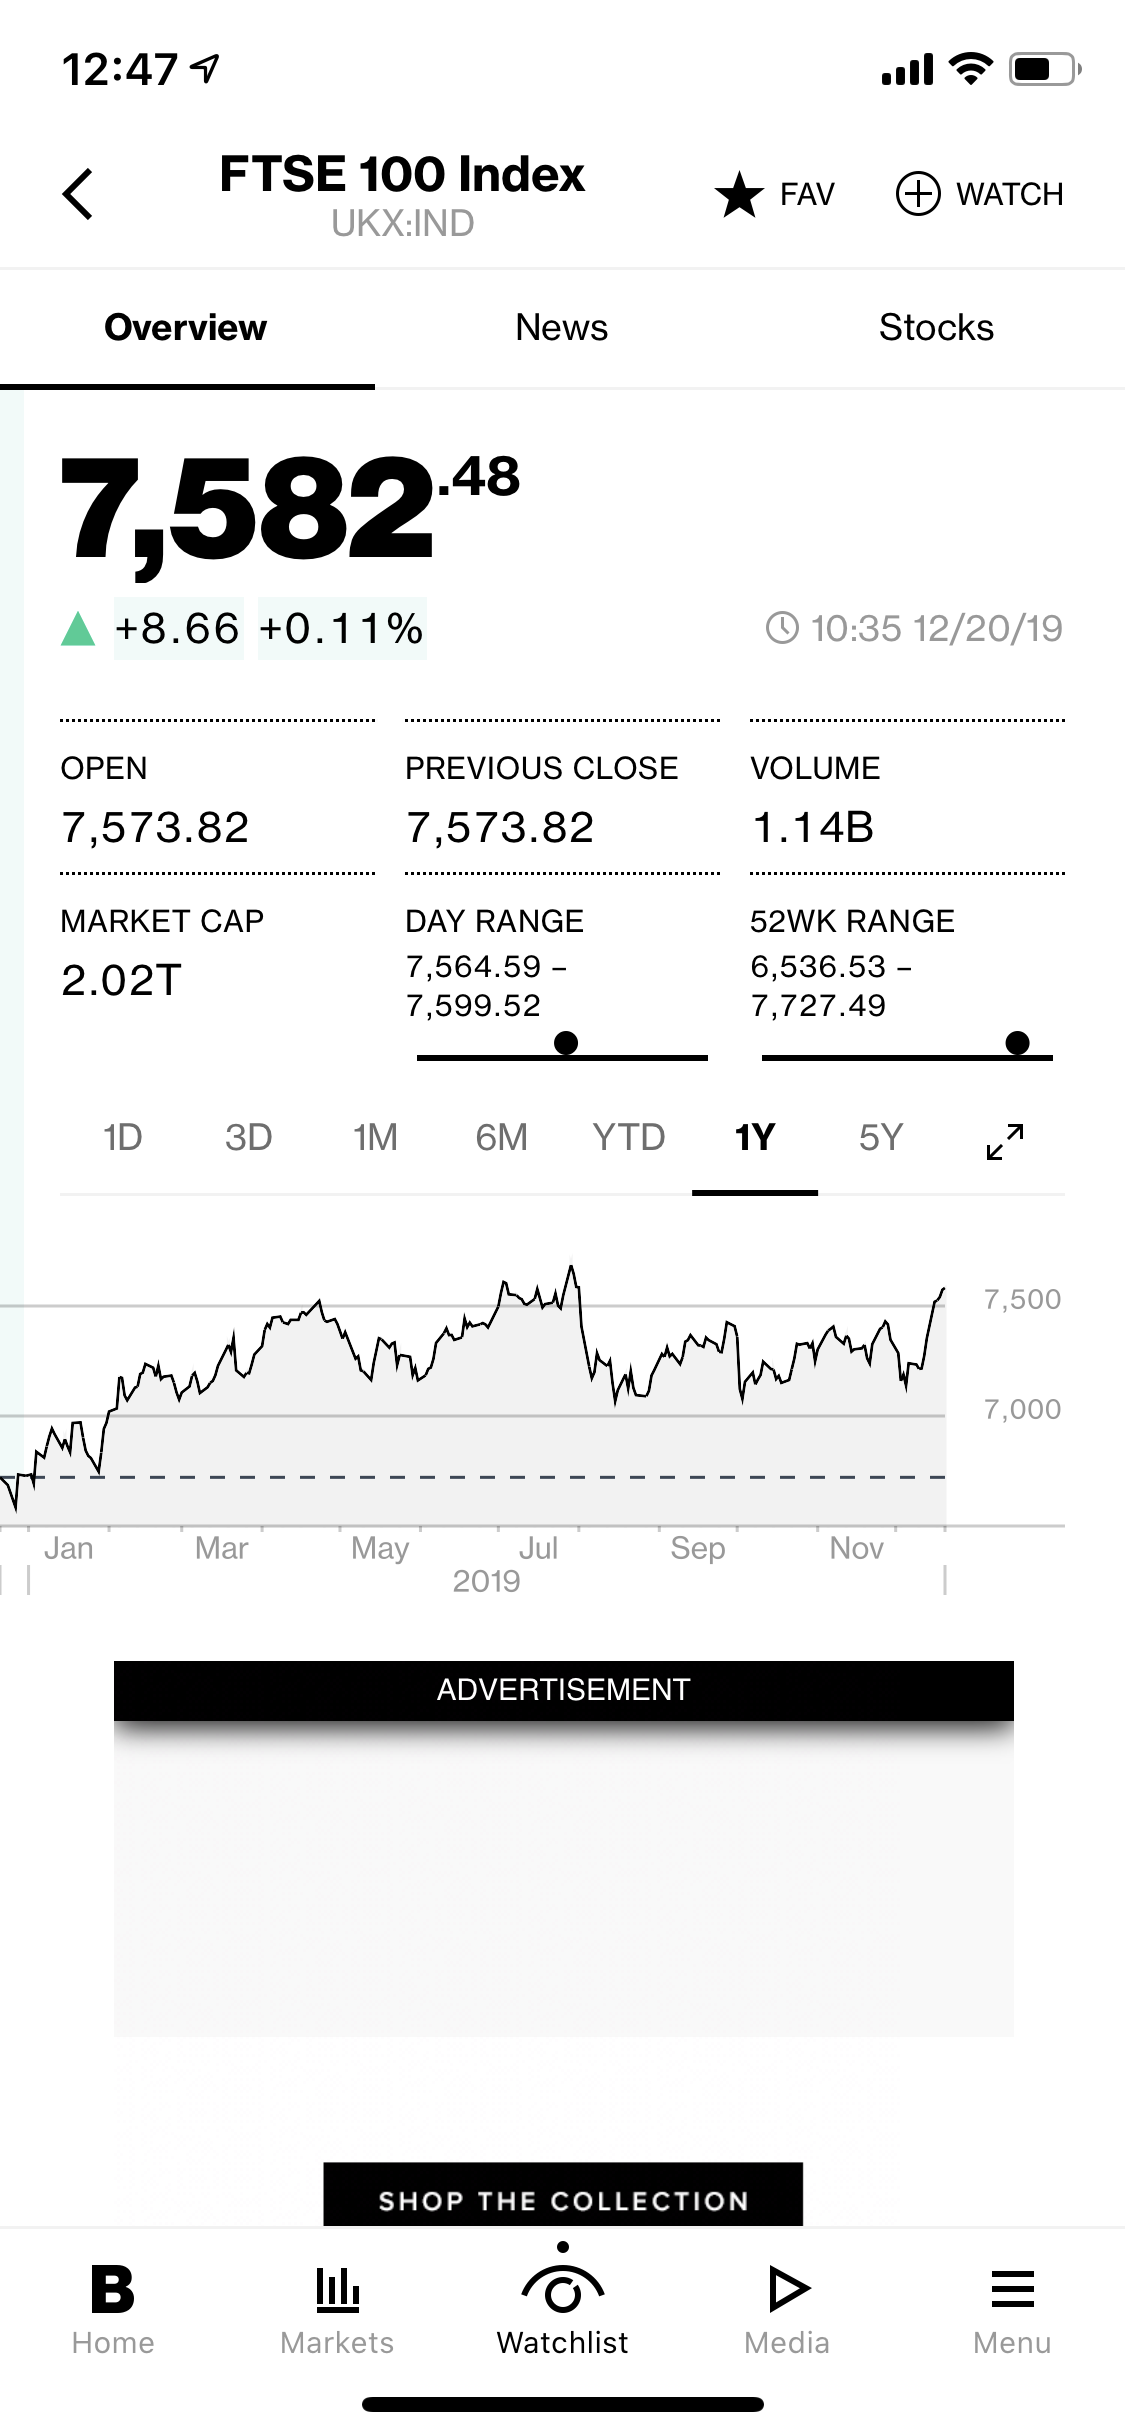 12:47
FTSE 100 Index
UKX:IND
FAV
WATCH
Overview
News
Stocks
7,582.48
+8.66 +0.11%
10:35 12/20/19
OPEN
7,573.82
PREVIOUS CLOSE
7,573.82
VOLUME
1.14B
MARKET CAP
2.02T
DAY RANGE
7,564.59 –
7,599.52
52WK RANGE
6,536.53 –
7,727.49
1D
3D
1M
6M
YTD
1Y
5Y
7,500
7,000
Jan
Mar
May
Jul
Sep
Nov
2019
ADVERTISEMENT
SHOP THE COLLECTION
B
Home
Markets
Watchlist
Media
Menu